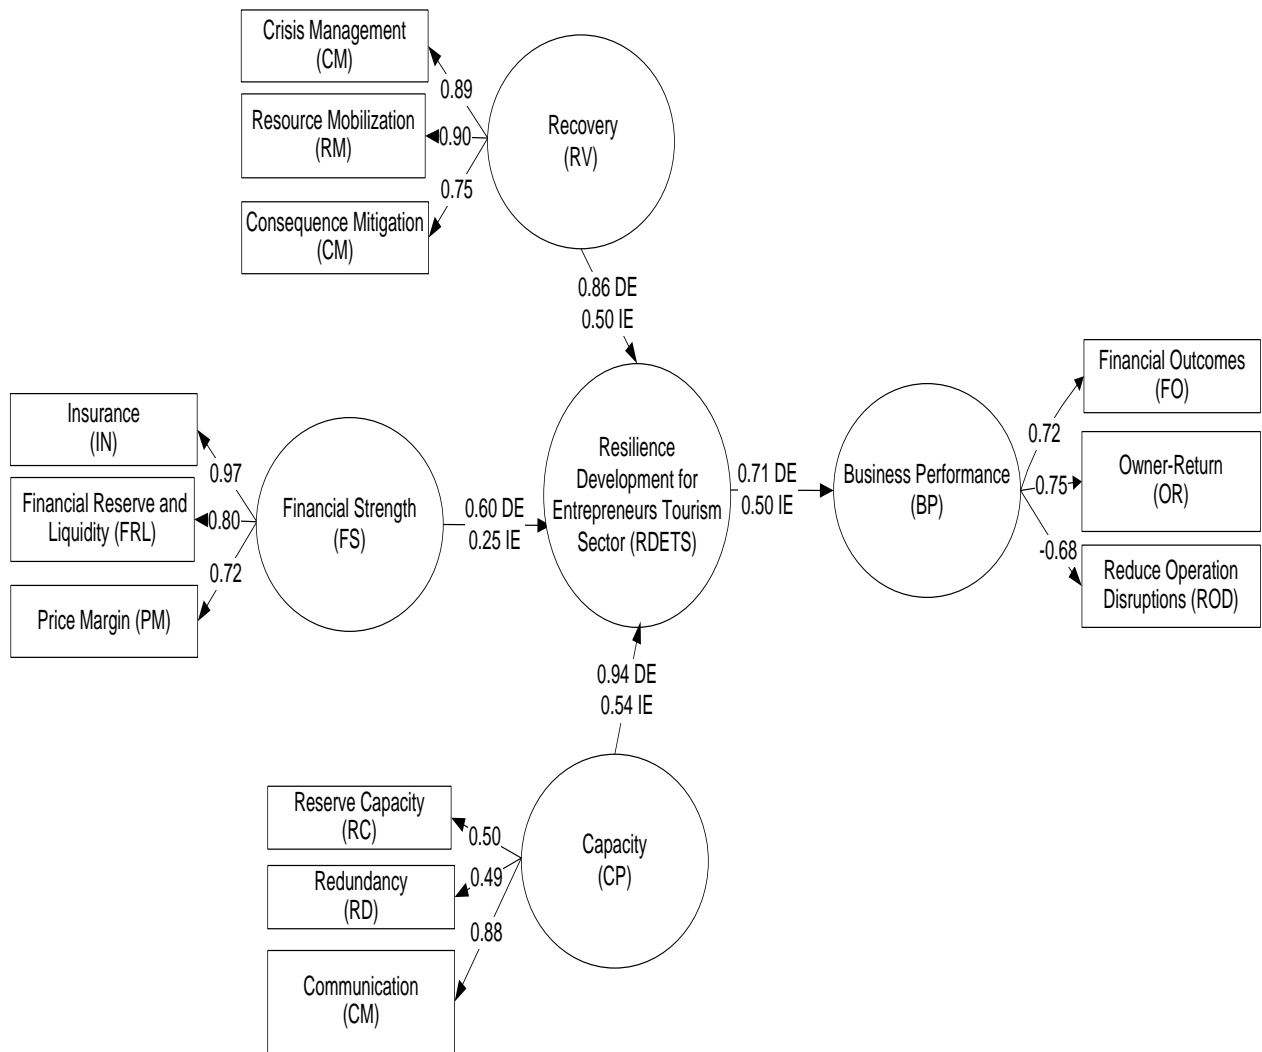 Crisis Management
(CM)
0.89
Resource Mobilization
(RM)
0.90
Consequence Mitigation
(CM)
0.75
Recovery
(RV)
0.86 DE
0.50 IE
Insurance
(IN)
0.97
Financial Reserve and
Liquidity (FRL)
0.80
Price Margin (PM)
0.72
Financial Strength
(FS)
0.60 DE
0.25 IE
Resilience
Development for
Entrepreneurs Tourism
Sector (RDETS)
0.71 DE
0.50 IE
Business Performance
(BP)
0.72
0.75
-0.68
Financial Outcomes
(FO)
Owner-Return
(OR)
Reduce Operation
Disruptions (ROD)
0.94 DE
0.54 IE
Reserve Capacity
(RC)
0.50
Redundancy
(RD)
0.49
0.88
Communication
(CM)
Capacity
(CP)